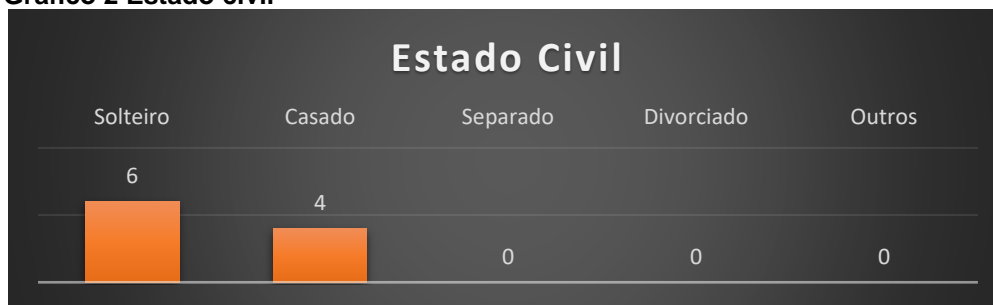 Gráfico 2 Estado civil
Estado Civil
Solteiro Casado Separado Divorciado Outros
6
4
0 0 0